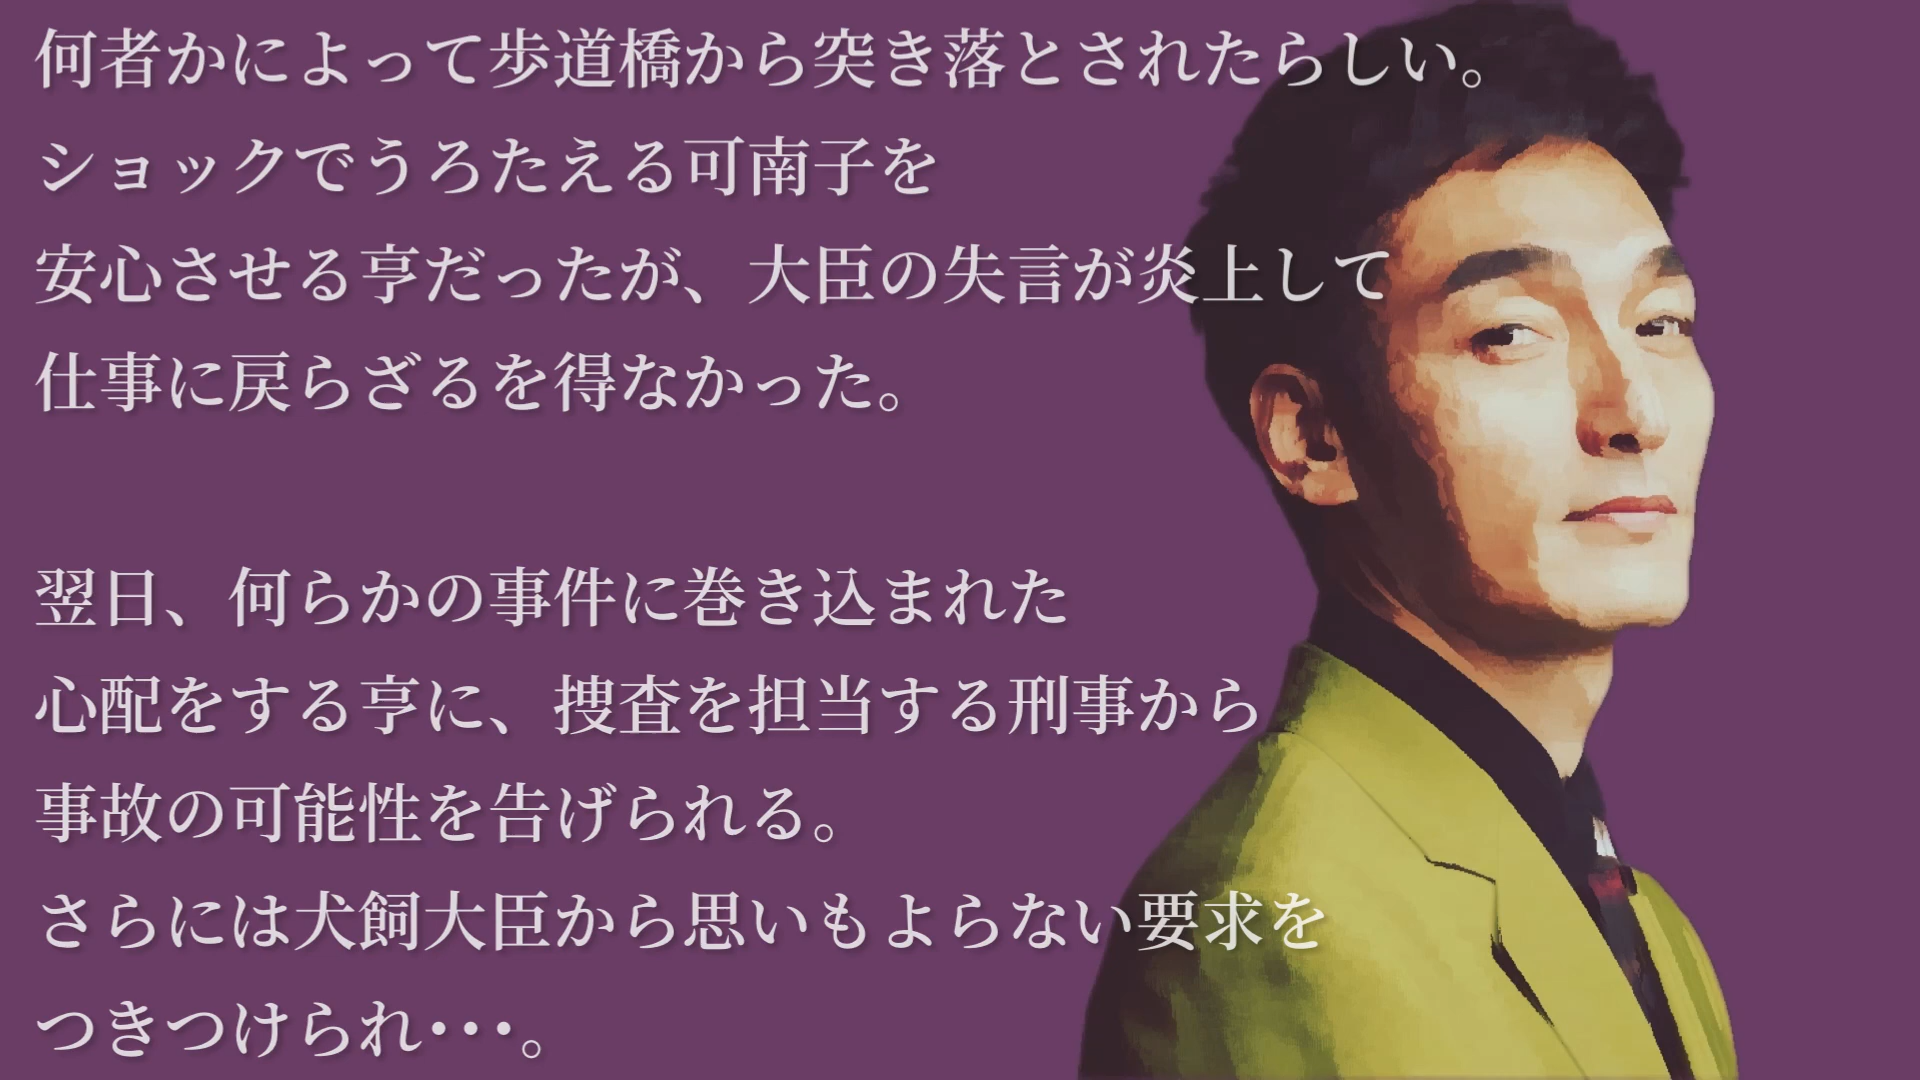 何者かによって歩道橋から突き落とされたらしい。
ショックでうろたえる可南子を
安心させる亨だったが、大臣の失言が炎上して
仕事に戻らざるを得なかった。
翌日、何らかの事件に巻き込まれた
心配をする亨に、捜査を担当する刑事から
事故の可能性を告げられる。
さらには犬飼大臣から思いもよらない要求を
つきつけられ･･･。